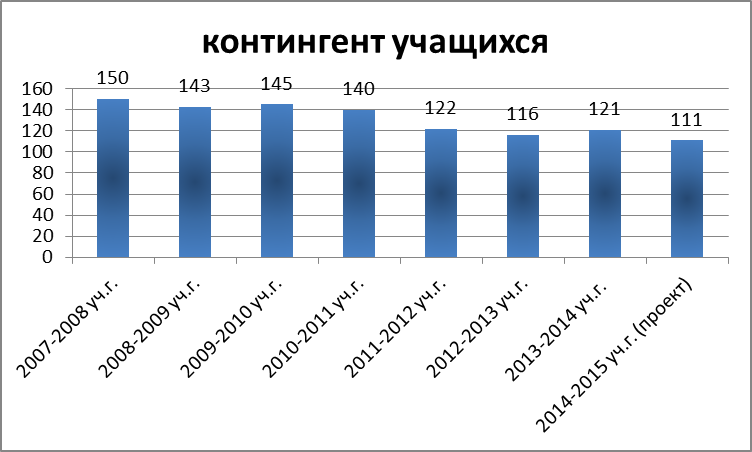 контингент учащихся
160
140
120
100
80
60
40
20
0
150
143
145
140
122
116
121
111
2007-2008 уч.г.
2008-2009 уч.г.
2009-2010 уч.г.
2010-2011 уч.г.
2011-2012 уч.г.
2012-2013 уч.г.
2013-2014 уч.г.
2014-2015 уч.г. (проект)